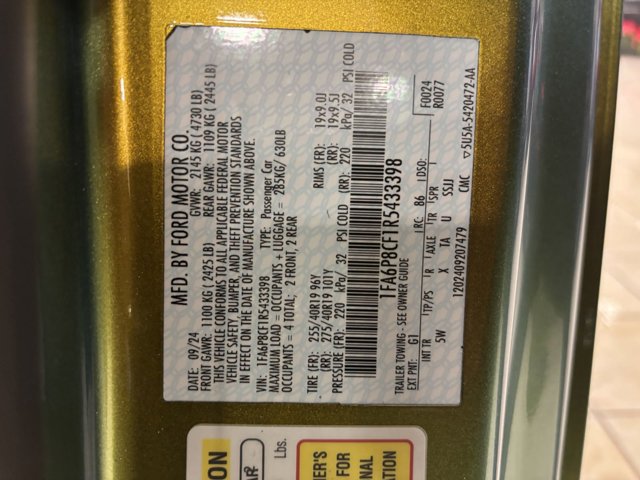 MFD. BY FORD MOTOR CO.
DATE: 09/24 GVWR: 2145 KG ( 4730 LB)
FRONT GAWR: 1100 KG ( 2425 LB) REAR GAWR: 1109 KG ( 2445 LB)
THIS VEHICLE CONFORMS TO ALL APPLICABLE FEDERAL MOTOR
VEHICLE SAFETY, BUMPER, AND THEFT PREVENTION STANDARDS
IN EFFECT ON THE DATE OF MANUFACTURE SHOWN ABOVE.
VIN: 1FA6P8CF1R5433398 TYPE: Passenger Car
MAXIMUM LOAD = OCCUPANTS + LUGGAGE = 285KG/ 630LB
OCCUPANTS = 4 TOTAL: 2 FRONT, 2 REAR
TIRE (FR): 255/40R19 96Y RIMS (FR): 19x9.0J
(RR): 275/40R19 101Y (RR): 19x9.5J
PRESSURE (FR): 220 kPa/ 32 PSI COLD (RR): 220 kPa/ 32 PSI COLD
1FA6P8CF1R5433398
TRAILER TOWING - SEE OWNER GUIDE
EXT PNT: G1 RC: 86 DSO: F0024
R0077
INT TR TP/PS R AXLE TR SPR
5W X TA U SSJJ
1202409207479 CMC ▽5U5A-5420472-AA
ON
Lbs.
ER'S
FOR
NAL
ATION